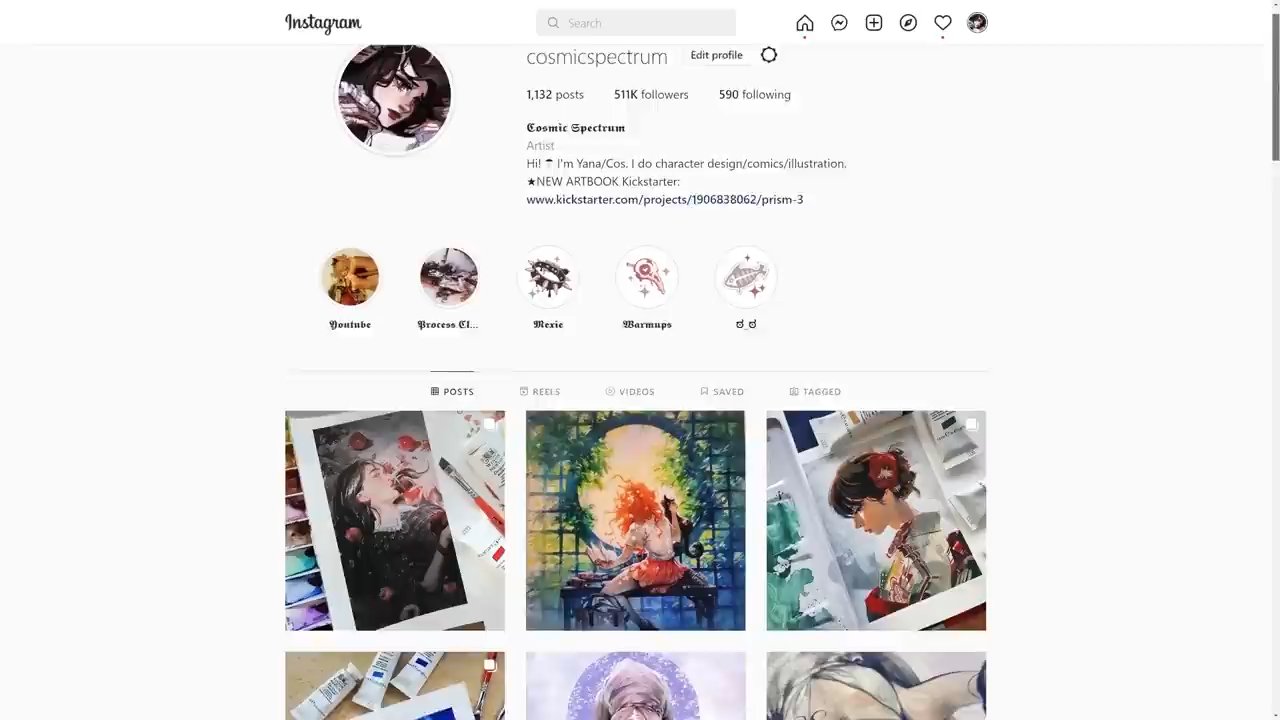 Instagram
Search
cosmicspectrum
Edit profile
1,132 posts 511K followers 590 following
𝕮𝖔𝖘𝖒𝖎𝖈 𝕾𝖕𝖊𝖈𝖙𝖗𝖚𝖒
Artist
Hi! ☂ I'm Yana/Cos. I do character design/comics/illustration.
★NEW ARTBOOK Kickstarter:
www.kickstarter.com/projects/1906838062/prism-3
𝖄𝖔𝖚𝖙𝖚𝖇𝖊 𝕻𝖗𝖔𝖈𝖊𝖘𝖘 𝕮𝖑... 𝕸𝖊𝖝𝖎𝖊 𝖂𝖆𝖗𝖒𝖚𝖕𝖘 ಠ_ಠ
POSTS REELS VIDEOS SAVED TAGGED